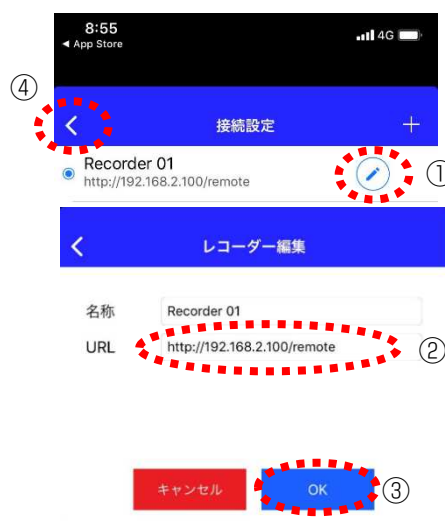 8:55
◀ App Store
4G
④
接続設定
Recorder 01
http://192.168.2.100/remote
①
レコーダー編集
名称 Recorder 01
URL http://192.168.2.100/remote
②
キャンセル OK
③